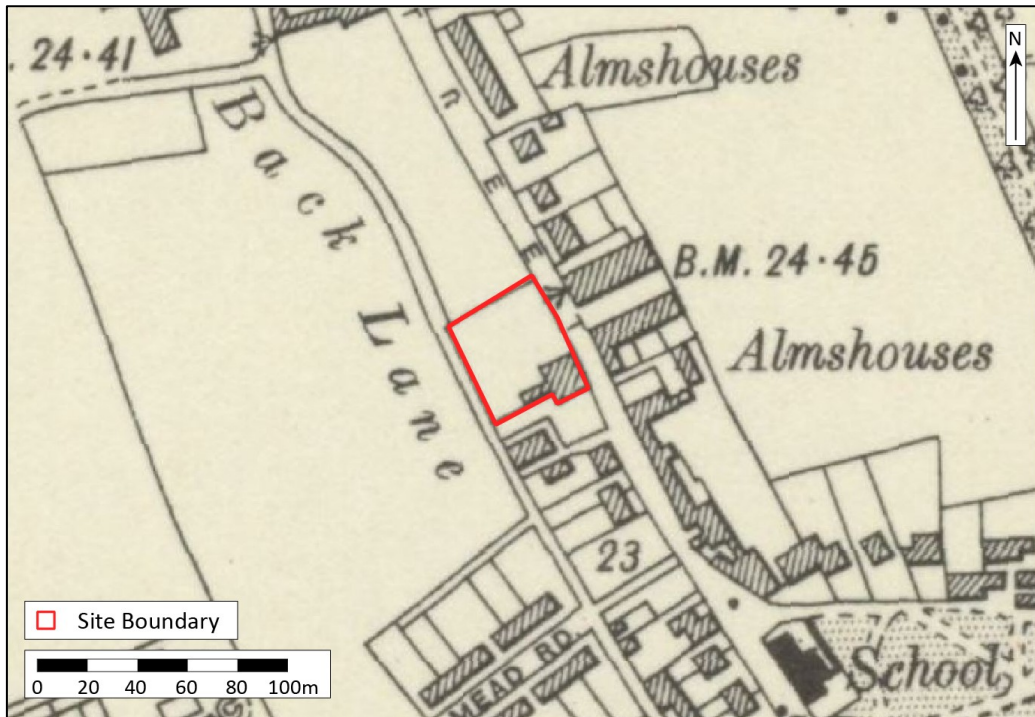 . 24·41
N
Almshouses
REET
Back Lane
B.M. 24·45
Almshouses
23
MEAD RD.
School
Site Boundary
0 20 40 60 80 100m